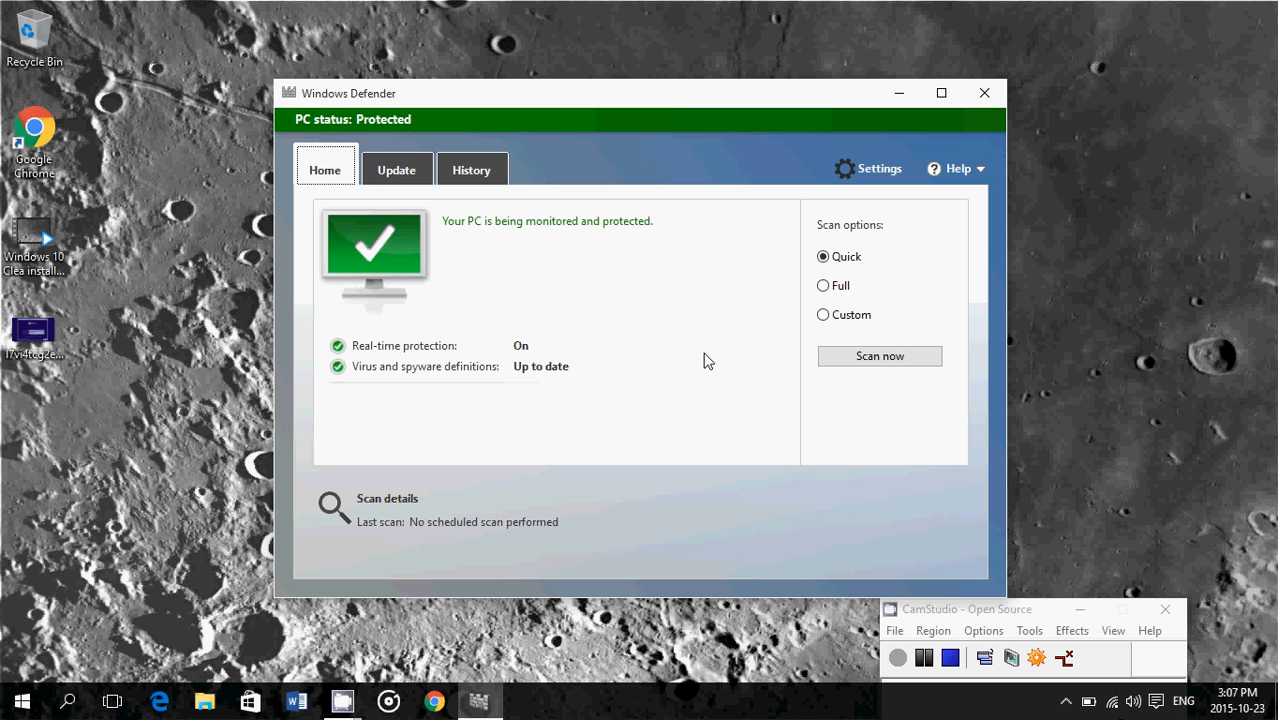 Recycle Bin
Google
Chrome
Windows 10
Clea install...
Windows Defender
PC status: Protected
Home
Update
History
Settings
Help
Your PC is being monitored and protected.
Real-time protection: On
Virus and spyware definitions: Up to date
Scan options:
Quick
Full
Custom
Scan now
Scan details
Last scan: No scheduled scan performed
CamStudio - Open Source
File Region Options Tools Effects View Help
ENG
3:07 PM
2015-10-23